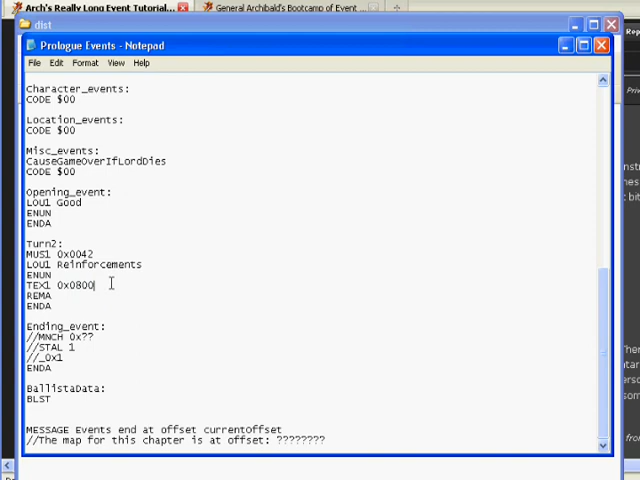 Arch's Really Long Event Tutorial...
General Archibald's Bootcamp of Event ...
dist
Prologue Events - Notepad
File Edit Format View Help
Character_events:
CODE $00
Location_events:
CODE $00
Misc_events:
CauseGameOverIfLordDies
CODE $00
Opening_event:
LOU1 Good
ENUN
ENDA
Turn2:
MUS1 0x0042
LOU1 Reinforcements
ENUN
TEX1 0x0800
REMA
ENDA
Ending_event:
//MNCH 0x??
//STAL 1
//_0x1
ENDA
BallistaData:
BLST
MESSAGE Events end at offset currentOffset
//The map for this chapter is at offset: ????????